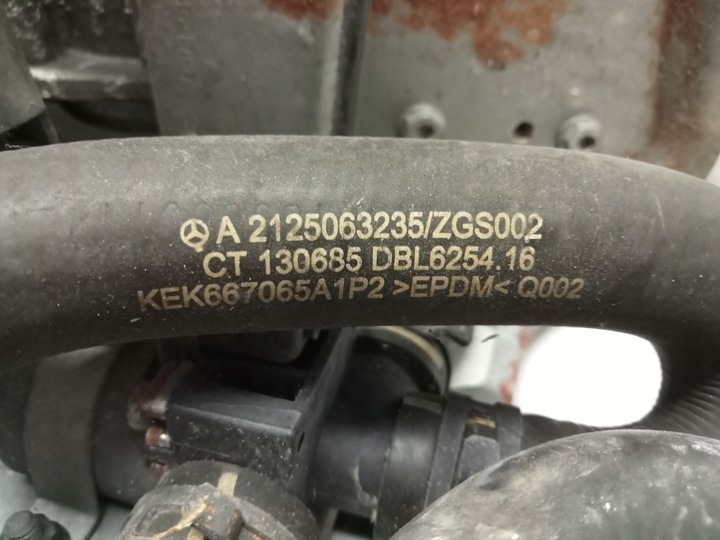 A 2125063235/ZGS002
CT 130685 DBL6254.16
KEK667065A1P2 >EPDM< Q002